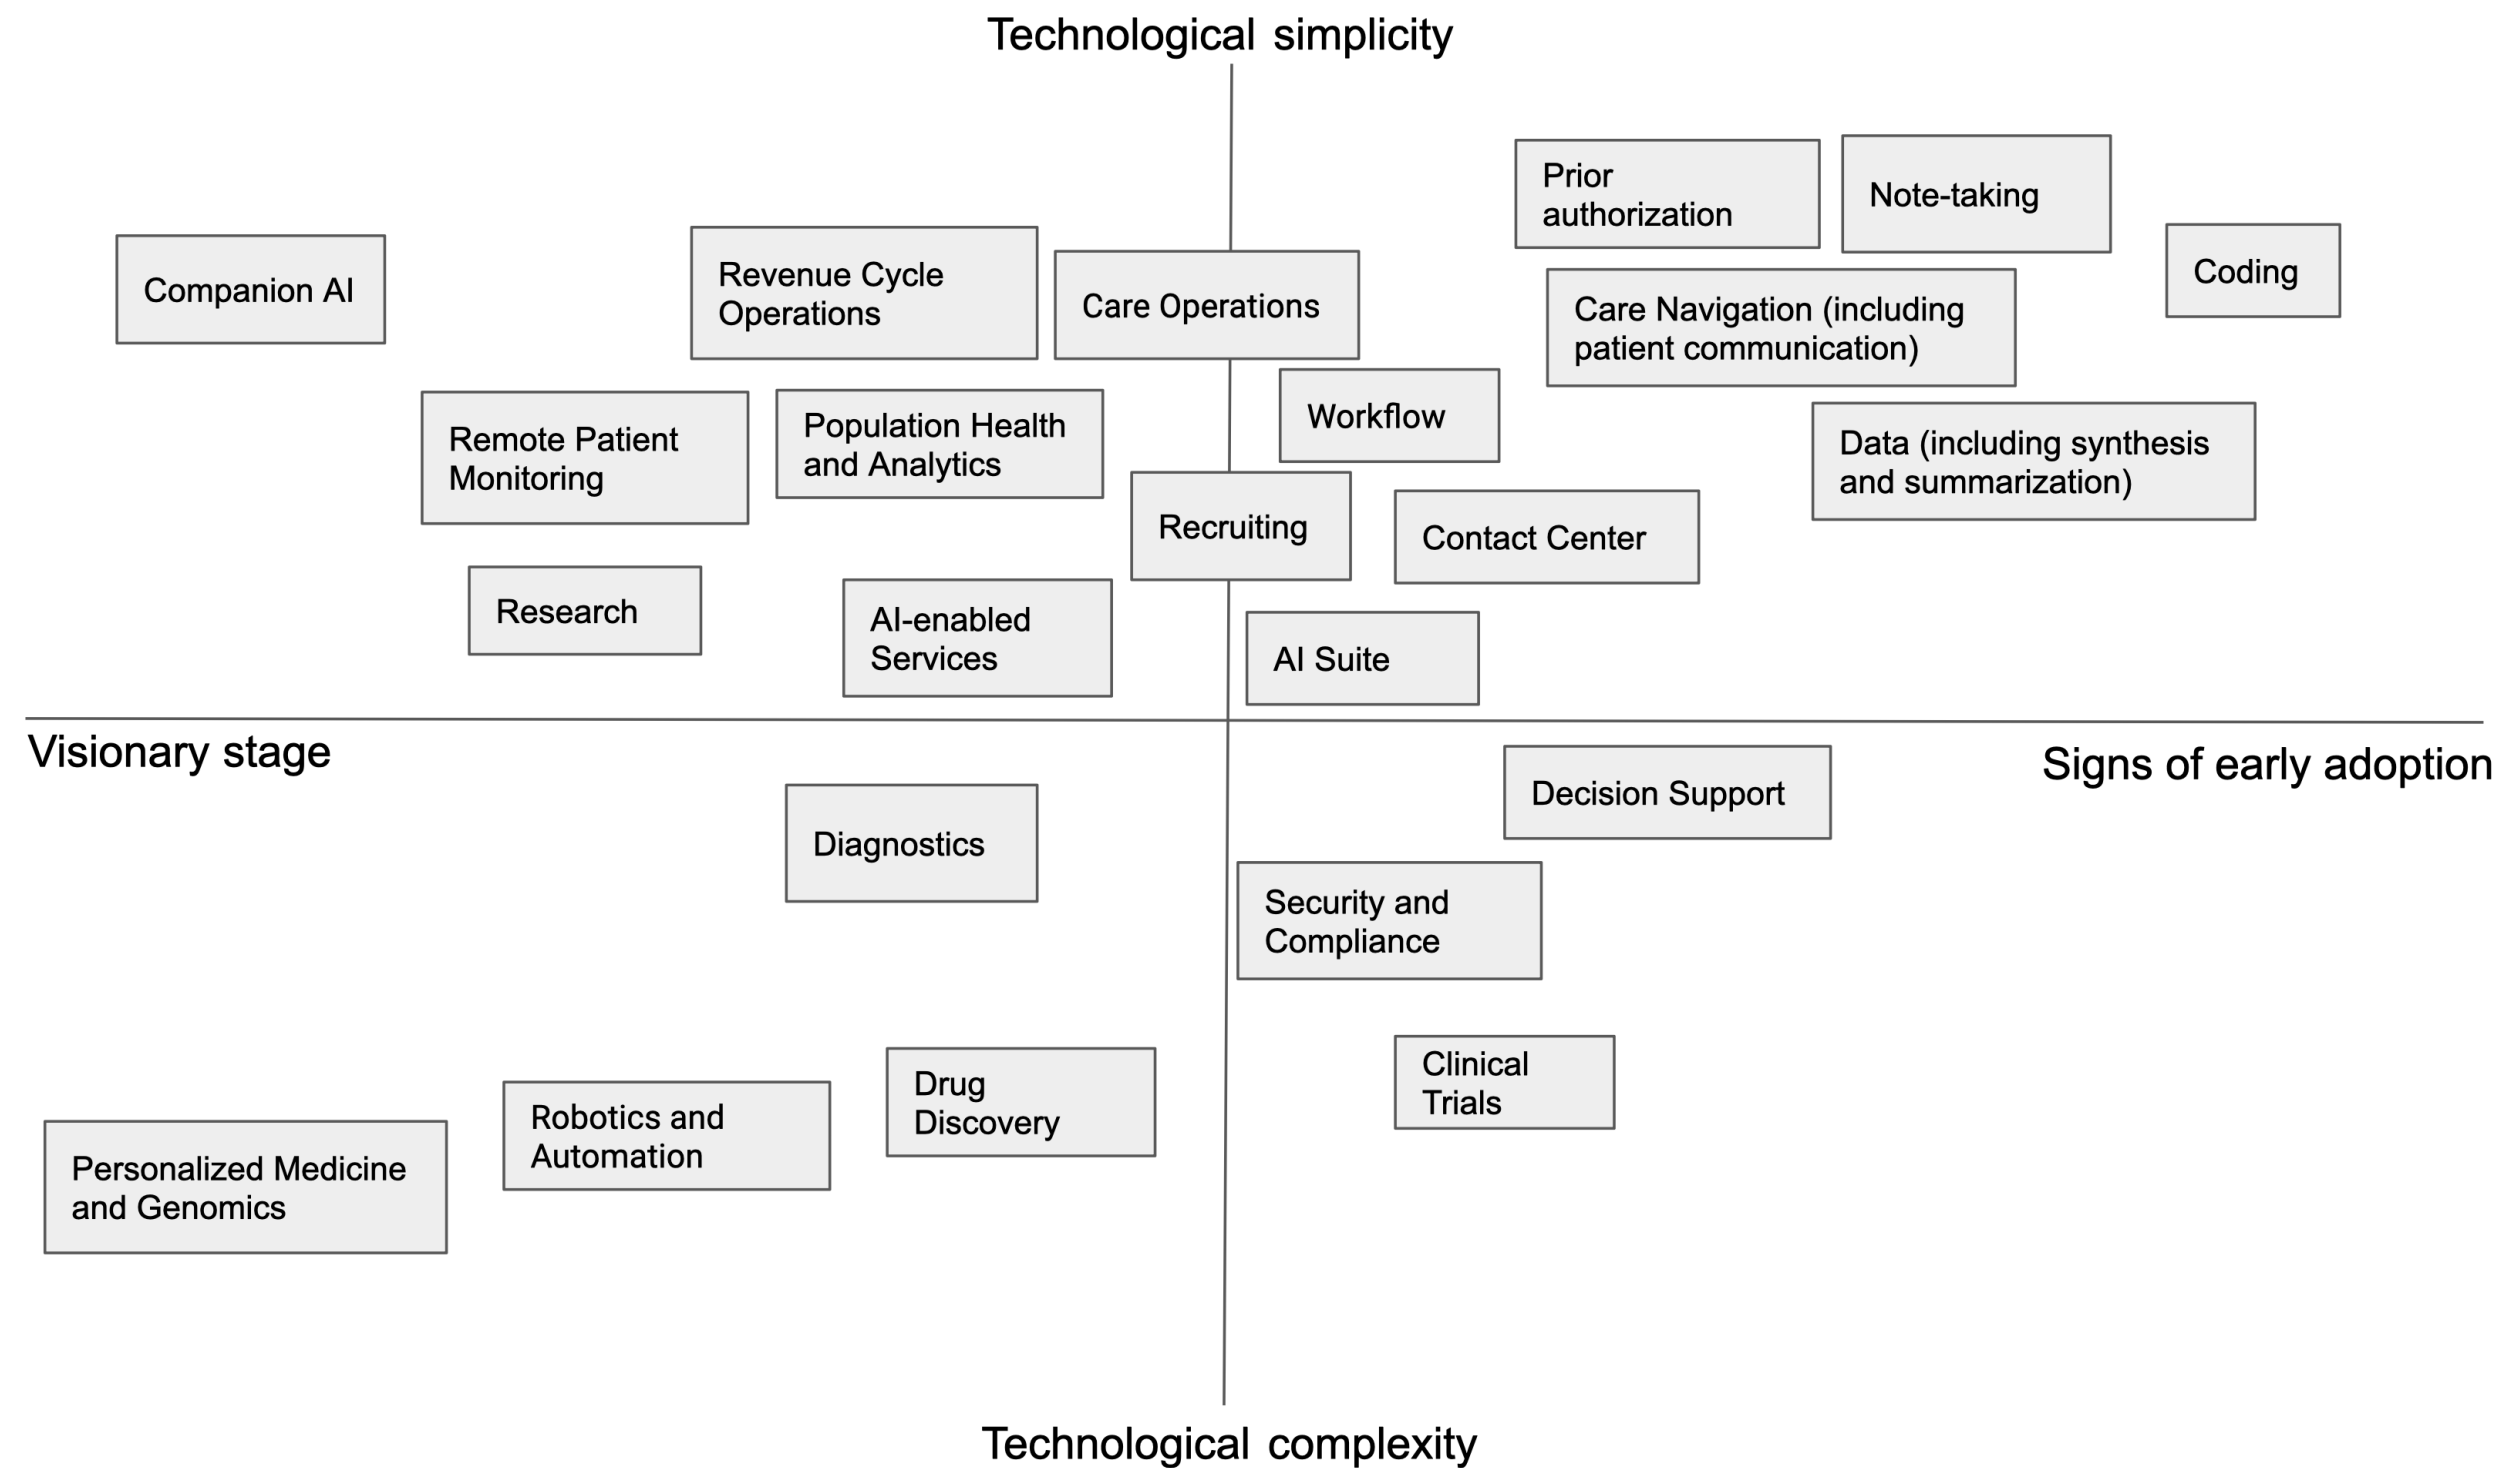 Technological simplicity
Prior
authorization
Note-taking
Coding
Companion AI
Revenue Cycle
Operations
Care Operations
Care Navigation (including
patient communication)
Workflow
Remote Patient
Monitoring
Population Health
and Analytics
Data (including synthesis
and summarization)
Recruiting
Contact Center
Research
AI-enabled
Services
AI Suite
Visionary stage
Signs of early adoption
Decision Support
Diagnostics
Security and
Compliance
Drug
Discovery
Clinical
Trials
Robotics and
Automation
Personalized Medicine
and Genomics
Technological complexity